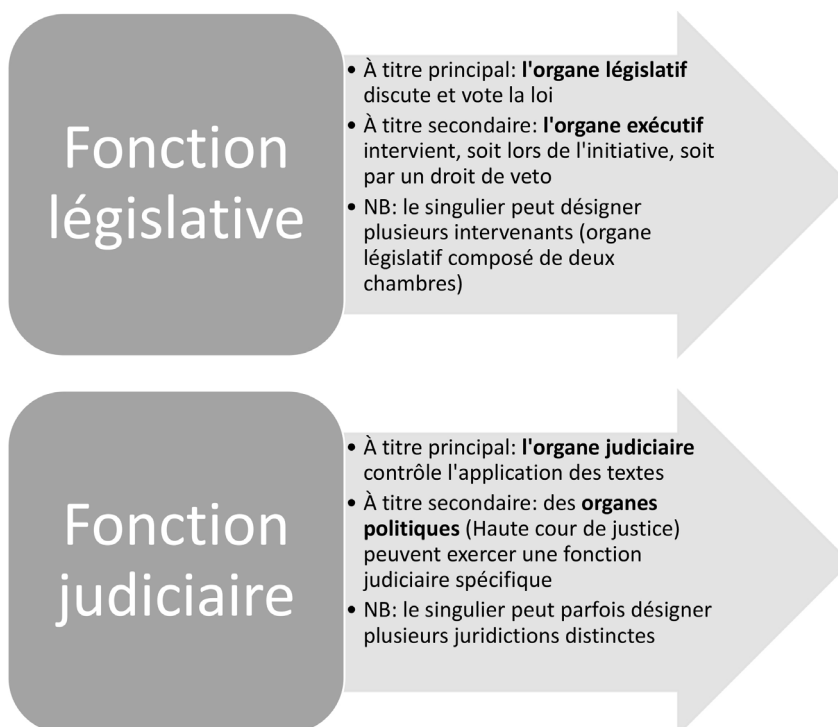 Fonction
législative
• À titre principal: l'organe législatif
discute et vote la loi
• À titre secondaire: l'organe exécutif
intervient, soit lors de l'initiative, soit
par un droit de veto
• NB: le singulier peut désigner
plusieurs intervenants (organe
législatif composé de deux
chambres)
Fonction
judiciaire
• À titre principal: l'organe judiciaire
contrôle l'application des textes
• À titre secondaire: des organes
politiques (Haute cour de justice)
peuvent exercer une fonction
judiciaire spécifique
• NB: le singulier peut parfois désigner
plusieurs juridictions distinctes